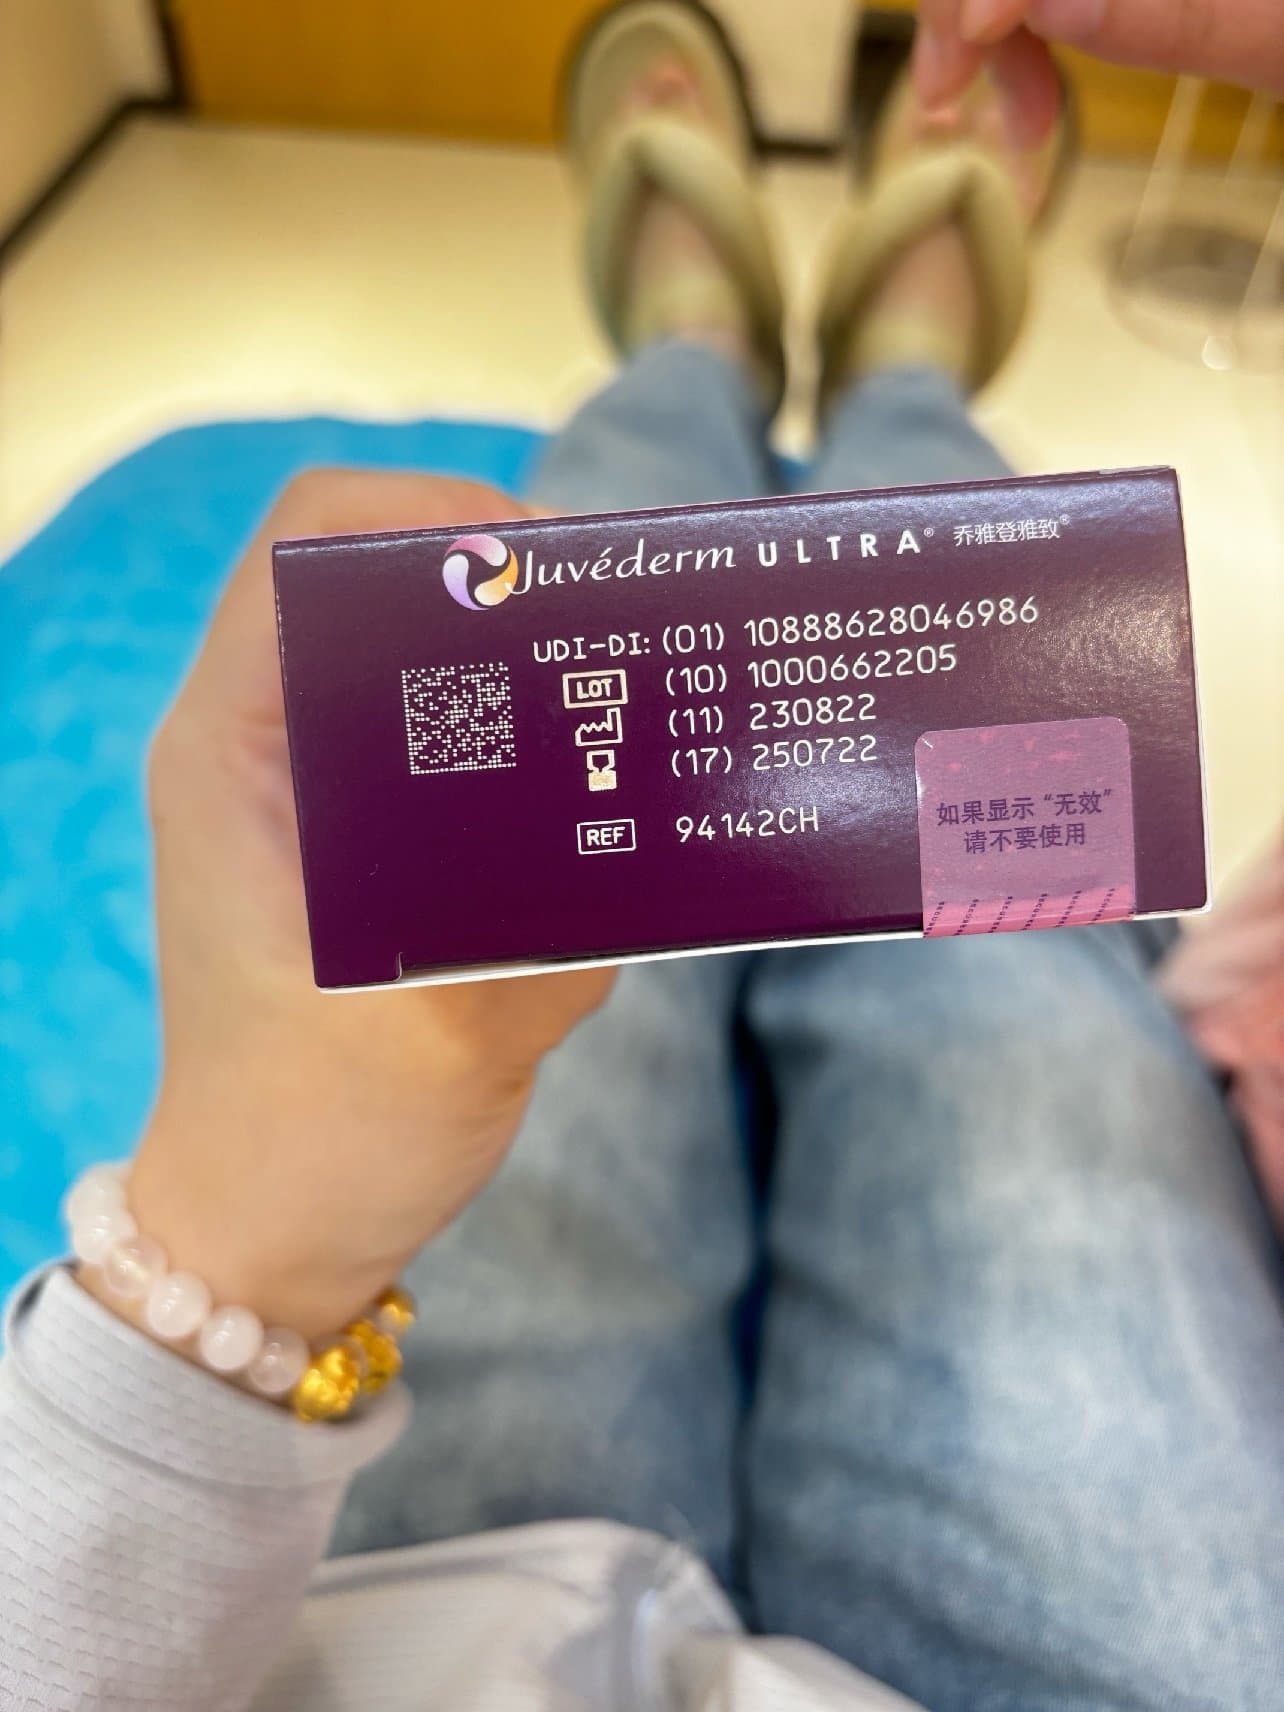 Juvéderm ULTRA® 乔雅登雅致®
UDI-DI: (01) 10888628046986
LOT (10) 1000662205
(11) 230822
(17) 250722
REF 94142CH
如果显示“无效”
请不要使用